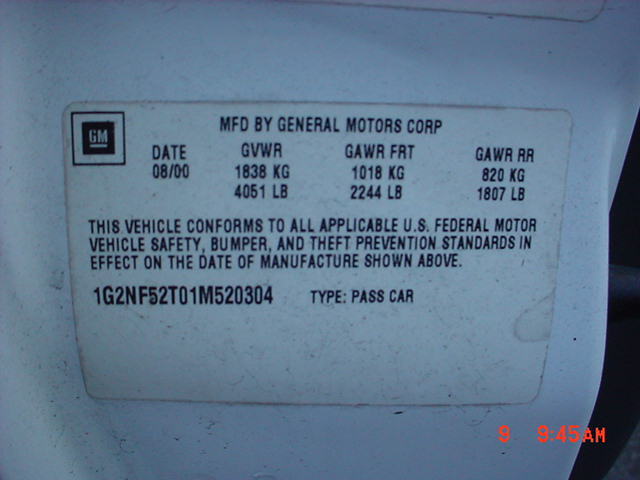 GM
MFD BY GENERAL MOTORS CORP
DATE GVWR GAWR FRT GAWR RR
08/00 1838 KG 1018 KG 820 KG
4051 LB 2244 LB 1807 LB
THIS VEHICLE CONFORMS TO ALL APPLICABLE U.S. FEDERAL MOTOR
VEHICLE SAFETY, BUMPER, AND THEFT PREVENTION STANDARDS IN
EFFECT ON THE DATE OF MANUFACTURE SHOWN ABOVE.
1G2NF52T01M520304 TYPE: PASS CAR
9 9:45AM